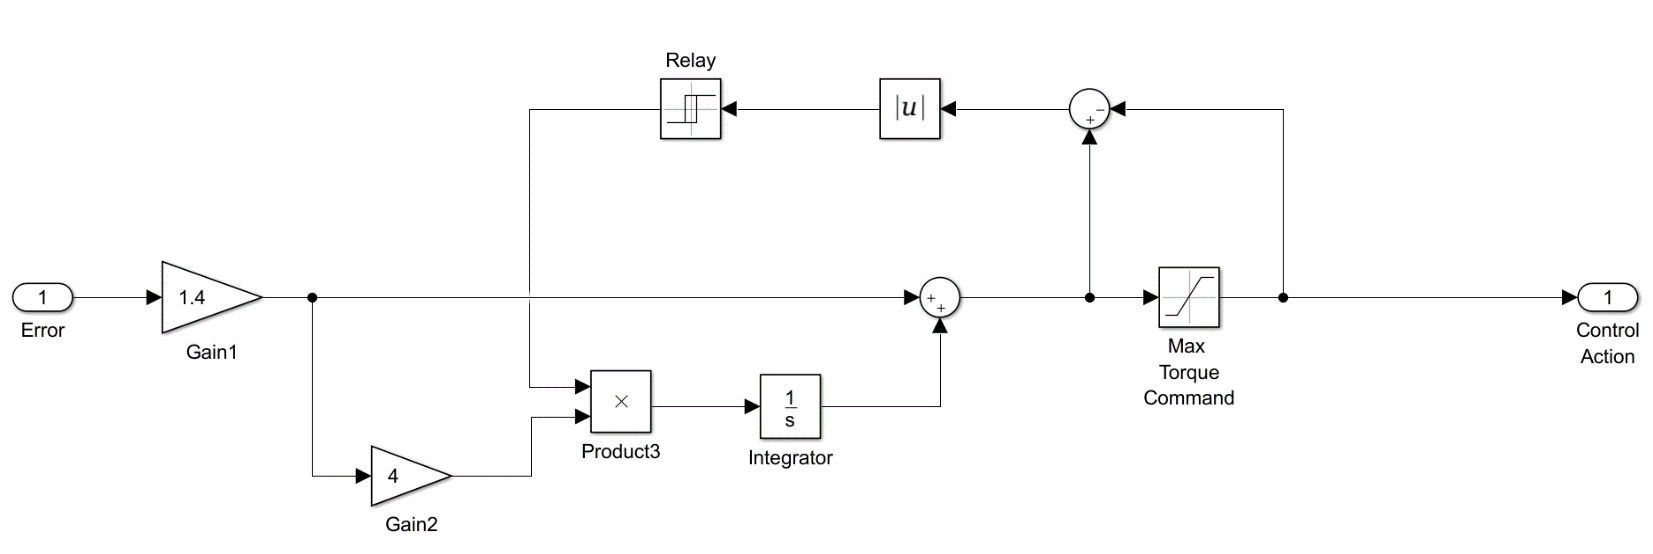 Relay
|u|
−
+
1
Error
1.4
Gain1
+
+
Max
Torque
Command
1
Control
Action
×
Product3
1
s
Integrator
4
Gain2